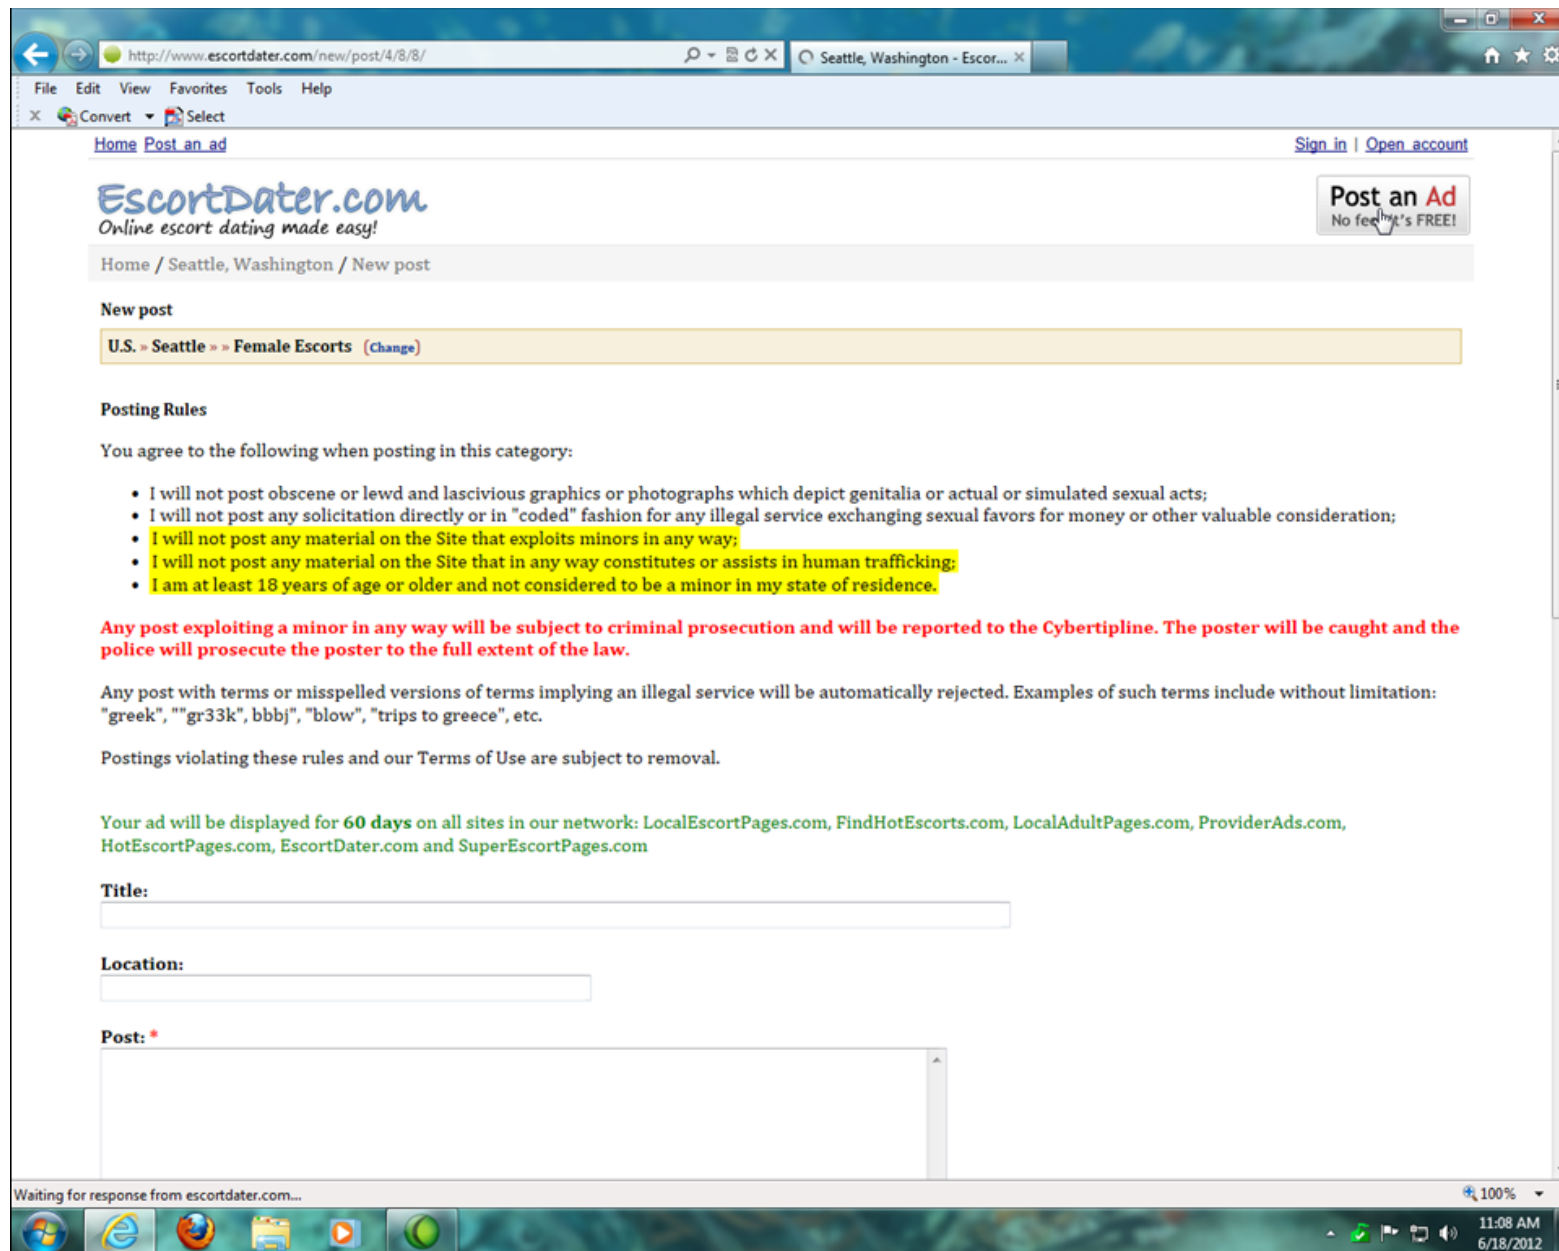 http://www.escortdater.com/new/post/4/8/8/
Seattle, Washington - Escor...
File Edit View Favorites Tools Help
Convert Select
Home Post an ad
Sign in | Open account
EscortDater.com
Online escort dating made easy!
Post an Ad
No fee, it's FREE!
Home / Seattle, Washington / New post
New post
U.S. » Seattle » » Female Escorts (Change)
Posting Rules
You agree to the following when posting in this category:
• I will not post obscene or lewd and lascivious graphics or photographs which depict genitalia or actual or simulated sexual acts;
• I will not post any solicitation directly or in "coded" fashion for any illegal service exchanging sexual favors for money or other valuable consideration;
• I will not post any material on the Site that exploits minors in any way;
• I will not post any material on the Site that in any way constitutes or assists in human trafficking;
• I am at least 18 years of age or older and not considered to be a minor in my state of residence.
Any post exploiting a minor in any way will be subject to criminal prosecution and will be reported to the Cybertipline. The poster will be caught and the
police will prosecute the poster to the full extent of the law.
Any post with terms or misspelled versions of terms implying an illegal service will be automatically rejected. Examples of such terms include without limitation:
"greek", ""gr33k", bbbj", "blow", "trips to greece", etc.
Postings violating these rules and our Terms of Use are subject to removal.
Your ad will be displayed for 60 days on all sites in our network: LocalEscortPages.com, FindHotEscorts.com, LocalAdultPages.com, ProviderAds.com,
HotEscortPages.com, EscortDater.com and SuperEscortPages.com
Title:
Location:
Post: *
Waiting for response from escortdater.com...
100%
11:08 AM
6/18/2012